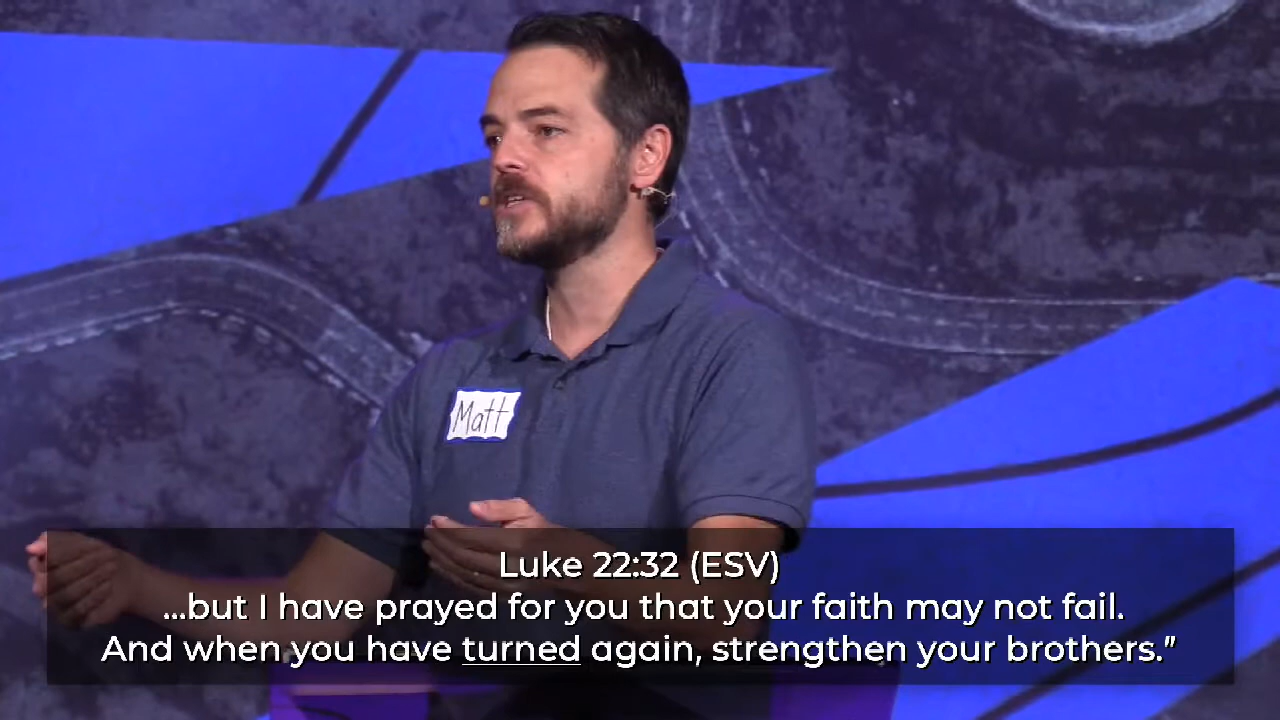 Matt
Luke 22:32 (ESV)
...but I have prayed for you that your faith may not fail.
And when you have turned again, strengthen your brothers."